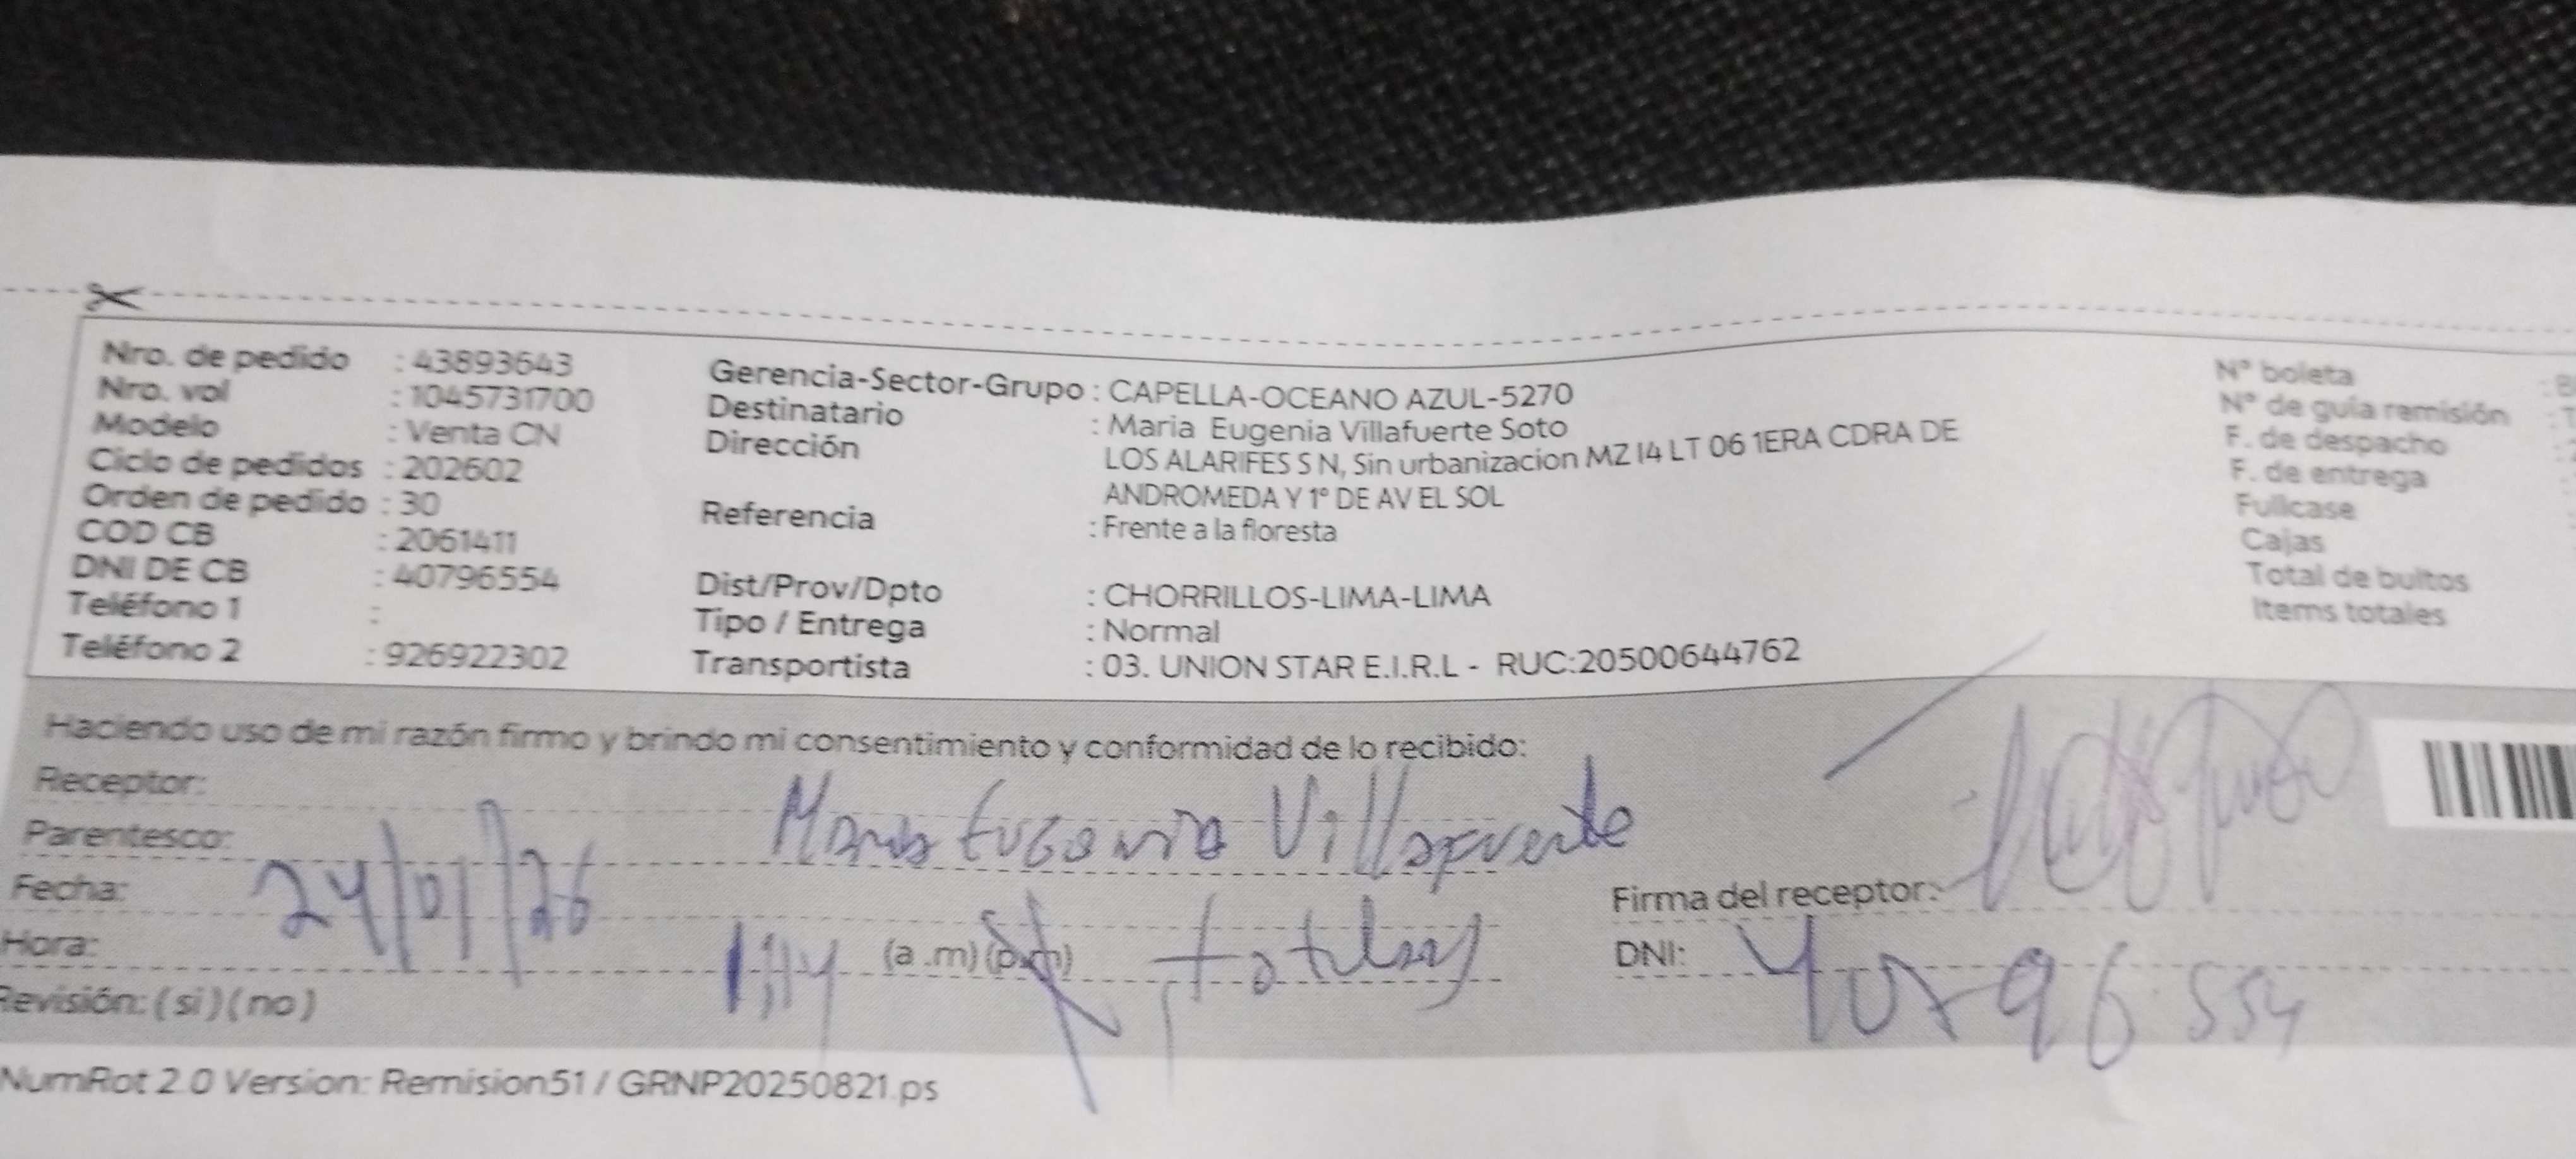 Nro. de pedido : 43893643
Nro. vol : 1045731700
Modelo : Venta CN
Ciclo de pedidos : 202602
Orden de pedido : 30
COD CB : 2061411
DNI DE CB : 40796554
Teléfono 1 :
Teléfono 2 : 926922302
Gerencia-Sector-Grupo : CAPELLA-OCEANO AZUL-5270
Destinatario : Maria Eugenia Villafuerte Soto
Dirección LOS ALARIFES S N, Sin urbanizacion MZ I4 LT 06 1ERA CDRA DE
ANDROMEDA Y 1° DE AV EL SOL
Referencia : Frente a la floresta
Dist/Prov/Dpto : CHORRILLOS-LIMA-LIMA
Tipo / Entrega : Normal
Transportista : 03. UNION STAR E.I.R.L - RUC:20500644762
N° boleta
N° de guía remisión
F. de despacho
F. de entrega
Fullcase
Cajas
Total de bultos
Items totales
Haciendo uso de mi razón firmo y brindo mi consentimiento y conformidad de lo recibido:
Receptor:
Parentesco: Maria Eugenia Villafuerte
Fecha: 24/01/26
Firma del receptor:
Hora: 1:14 (a .m) (p.m)
DNI: 40796554
Revisión: ( si ) ( no )
NumRot 2.0 Version: Remision51 / GRNP20250821.ps